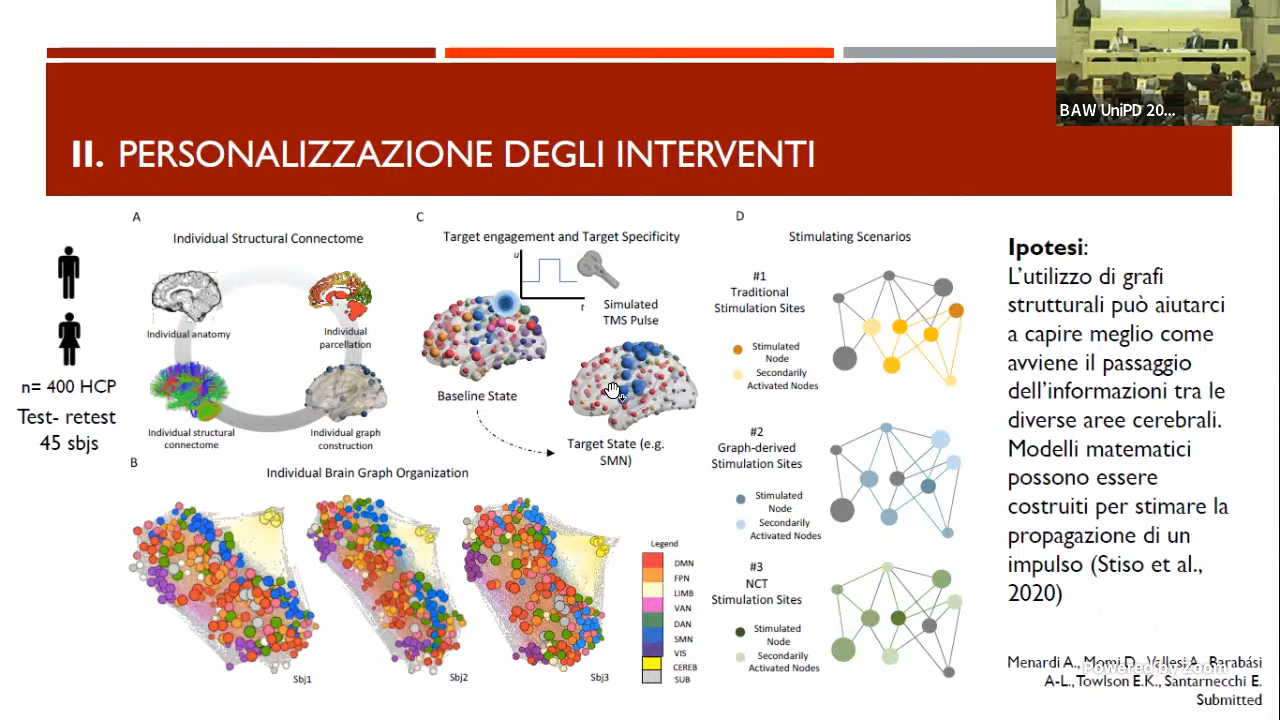 BAW UniPD 20...
II. PERSONALIZZAZIONE DEGLI INTERVENTI
n= 400 HCP
Test- retest
45 sbjs
A
Individual Structural Connectome
Individual anatomy
Individual
parcellation
Individual structural
connectome
Individual graph
construction
B
Individual Brain Graph Organization
Sbj1
Sbj2
Sbj3
Legend
DMN
FPN
LIMB
VAN
DAN
SMN
VIS
CEREB
SUB
C
Target engagement and Target Specificity
u
t
Simulated
TMS Pulse
Baseline State
Target State (e.g.
SMN)
D
Stimulating Scenarios
#1
Traditional
Stimulation Sites
Stimulated
Node
Secondarily
Activated Nodes
#2
Graph-derived
Stimulation Sites
Stimulated
Node
Secondarily
Activated Nodes
#3
NCT
Stimulation Sites
Stimulated
Node
Secondarily
Activated Nodes
Ipotesi:
L'utilizzo di grafi
strutturali può aiutarci
a capire meglio come
avviene il passaggio
dell'informazioni tra le
diverse aree cerebrali.
Modelli matematici
possono essere
costruiti per stimare la
propagazione di un
impulso (Stiso et al.,
2020)
Menardi A., Momi D., Vallesi A., Barabási
A-L., Towlson E.K., Santarnecchi E.
Submitted
Powered by Zoom